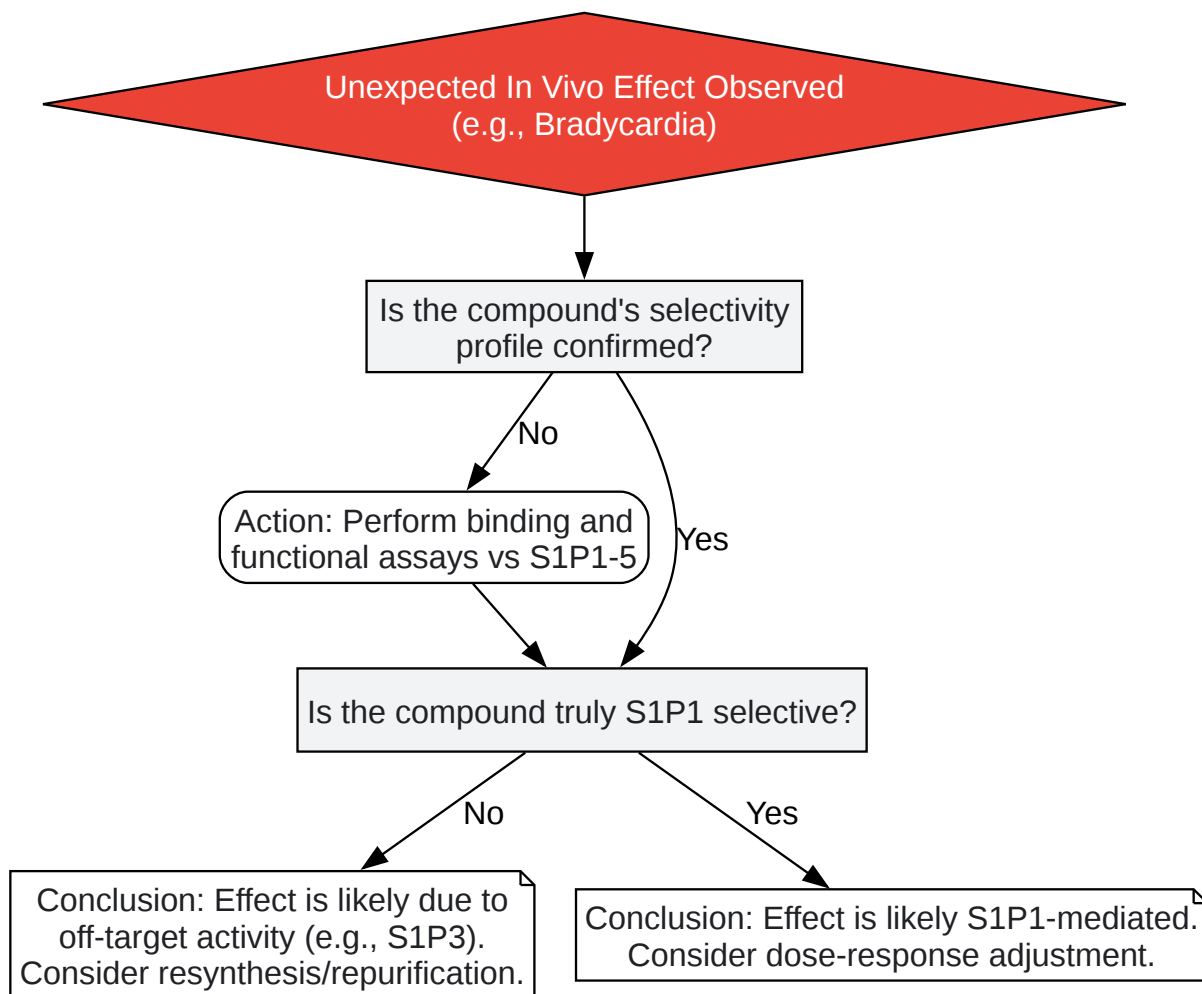 Unexpected In Vivo Effect Observed
(e.g., Bradycardia)
Is the compound's selectivity
profile confirmed?
No
Action: Perform binding and
functional assays vs S1P1-5
Yes
Is the compound truly S1P1 selective?
No
Yes
Conclusion: Effect is likely due to
off-target activity (e.g., S1P3).
Consider resynthesis/repurification.
Conclusion: Effect is likely S1P1-mediated.
Consider dose-response adjustment.